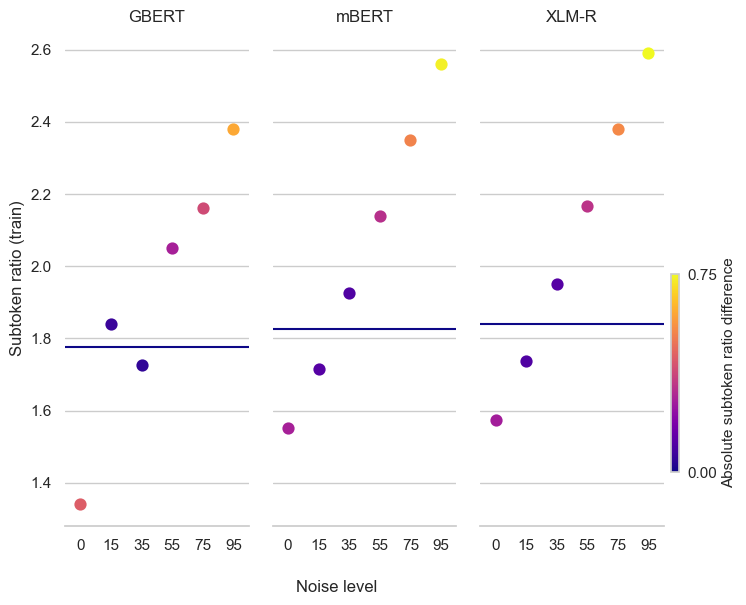 GBERT mBERT XLM-R
2.6
2.4
2.2
2.0
1.8
1.6
1.4
Subtoken ratio (train)
0 15 35 55 75 95 0 15 35 55 75 95 0 15 35 55 75 95
Noise level
0.75
0.00
Absolute subtoken ratio difference